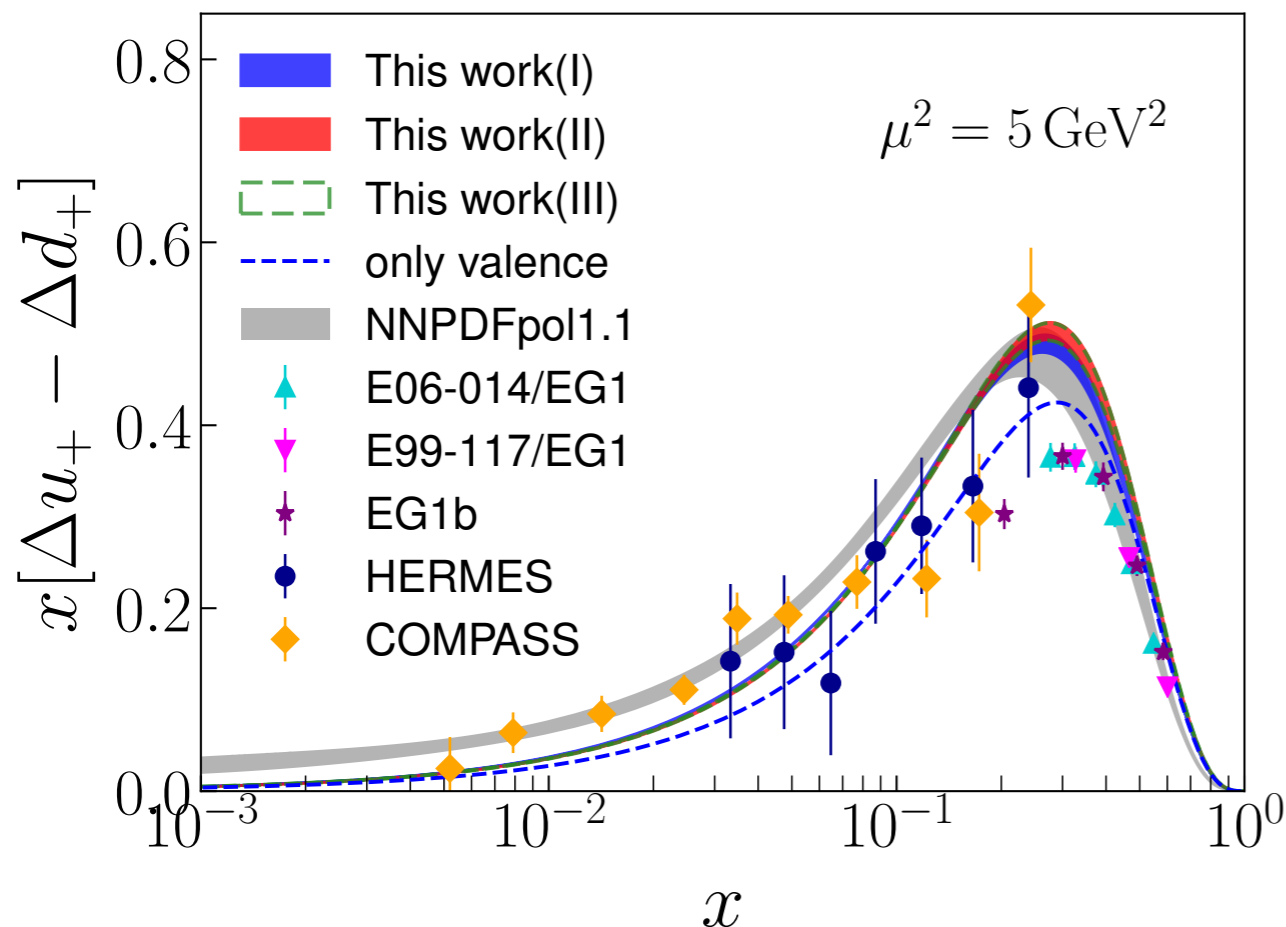 x[Δu₊ − Δd₊]
0.8
0.6
0.4
0.2
0.0
This work(I)
This work(II)
This work(III)
only valence
NNPDFpol1.1
E06-014/EG1
E99-117/EG1
EG1b
HERMES
COMPASS
μ² = 5 GeV²
10⁻³
10⁻²
10⁻¹
10⁰
x